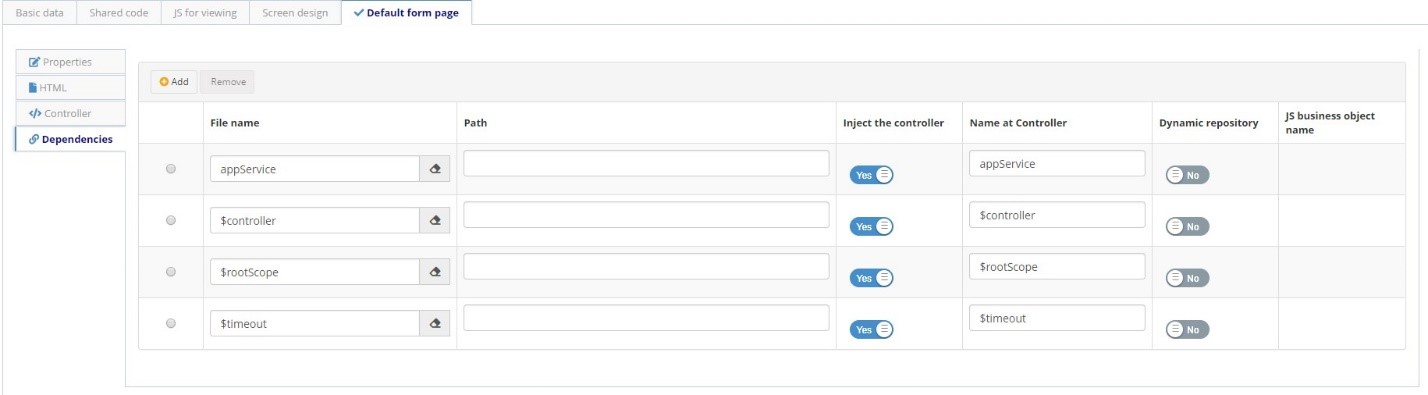 Basic data
Shared code
JS for viewing
Screen design
Default form page
Properties
HTML
Controller
Dependencies
Add
Remove
File name
Path
Inject the controller
Name at Controller
Dynamic repository
JS business object
name
appService
Yes
appService
No
$controller
Yes
$controller
No
$rootScope
Yes
$rootScope
No
$timeout
Yes
$timeout
No